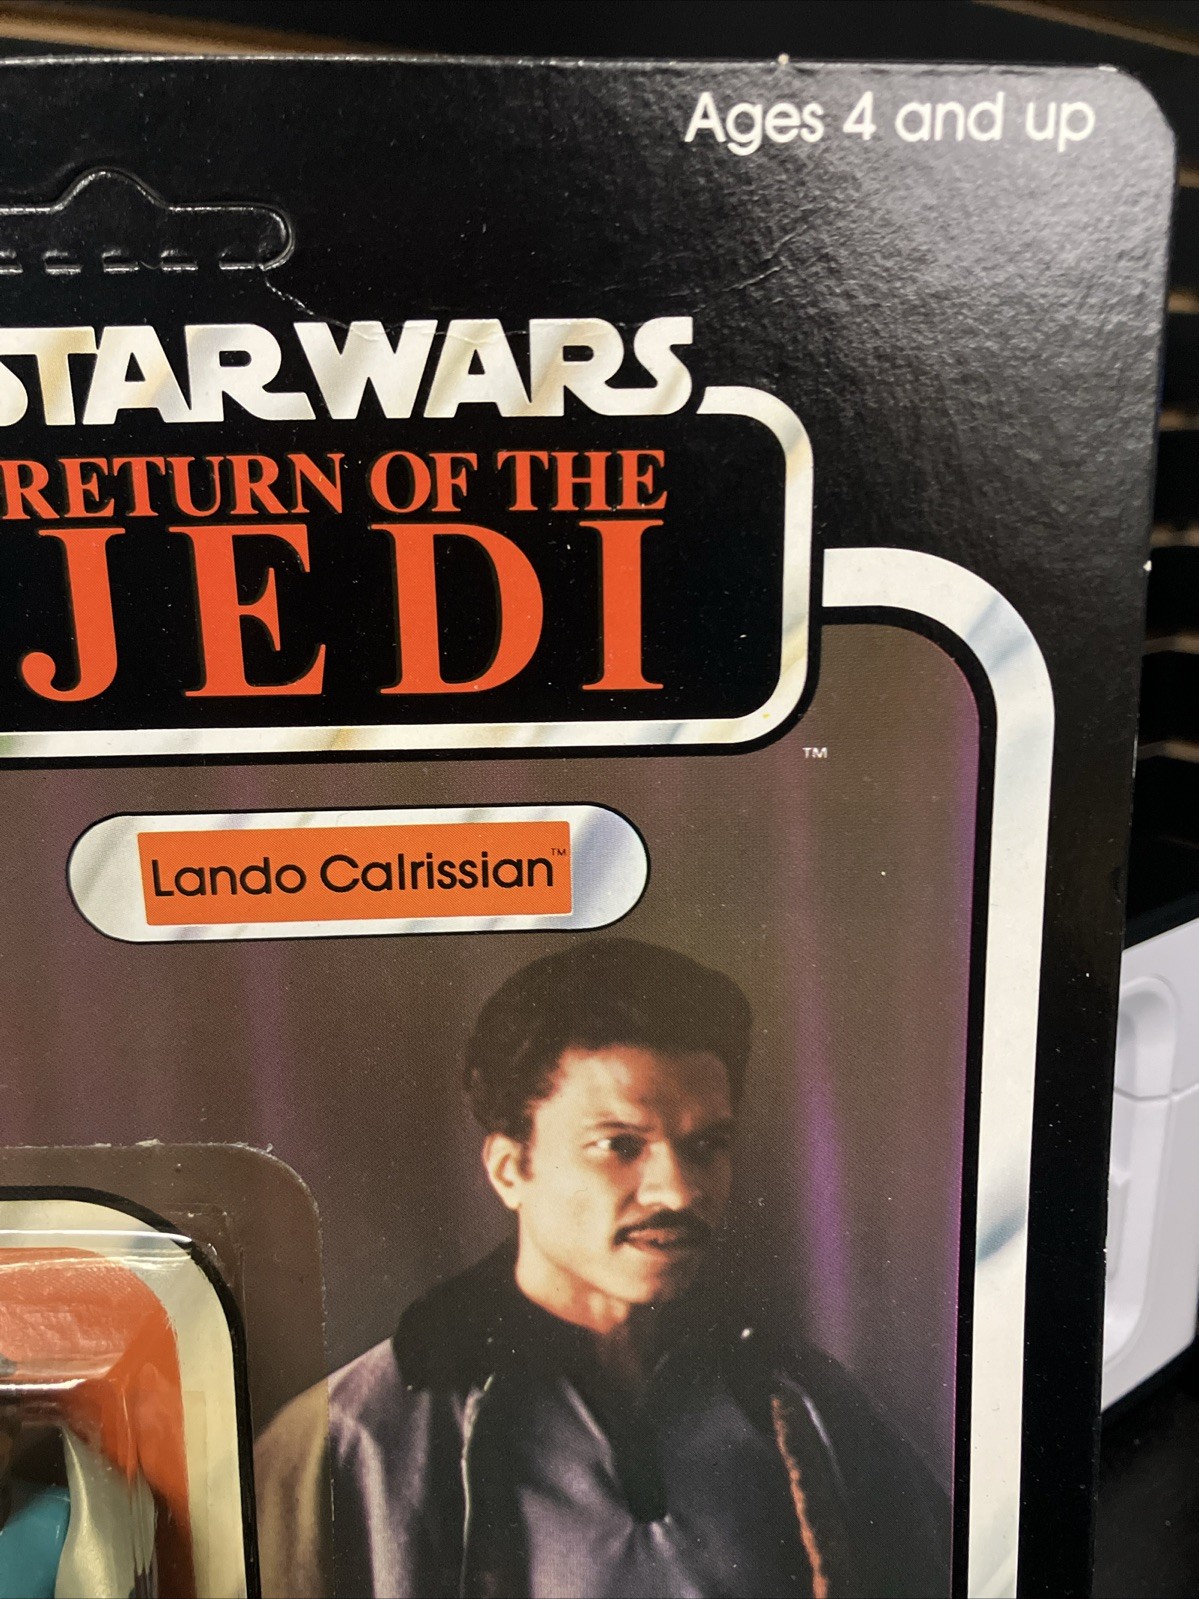 Ages 4 and up
STAR WARS
RETURN OF THE
JEDI
TM
Lando Calrissian™